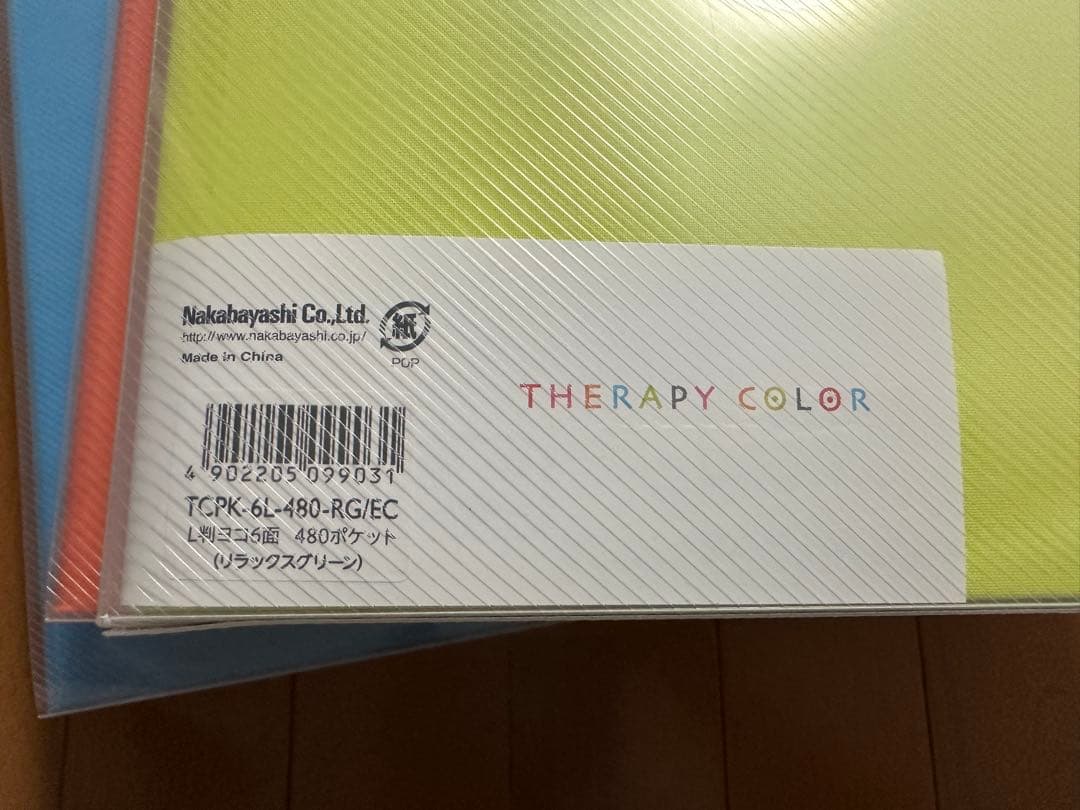 Nakabayashi Co.,Ltd.
http://www.nakabayashi.co.jp/
Made in China
紙
POP
THERAPY COLOR
4 902205 099031
TCPK-6L-480-RG/EC
L判ヨコ6面 480ポケット
(リラックスグリーン)